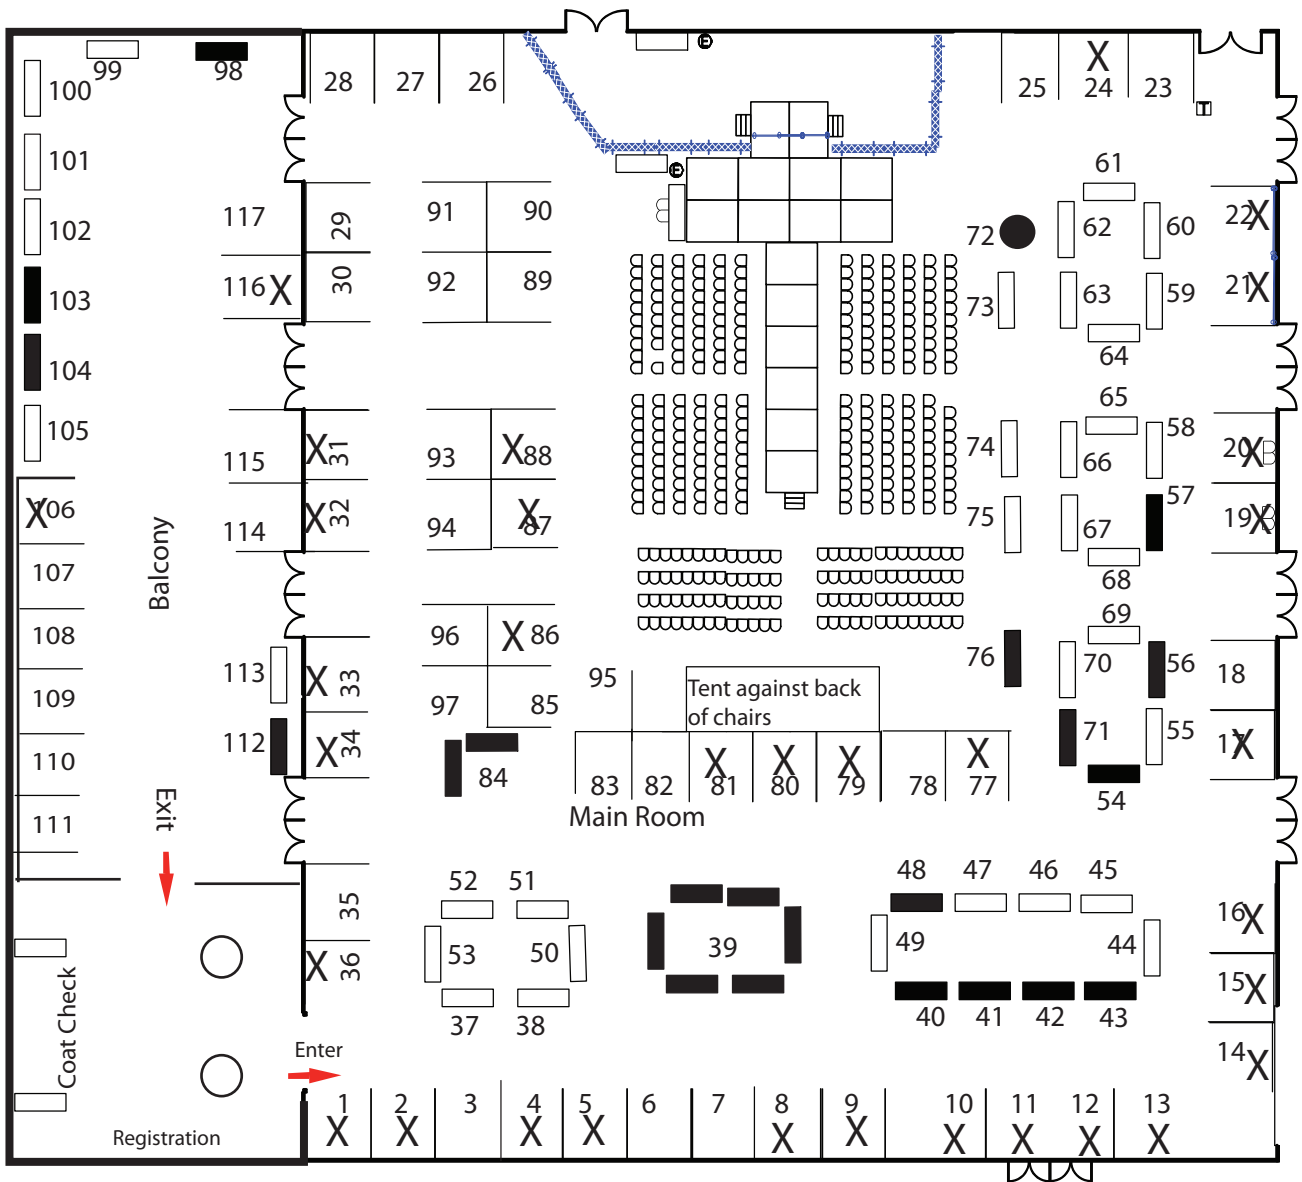 99
98
28
27
26
E
25
X
24
23
T
100
101
102
103
104
105
117
116 X
29
30
91
90
92
89
E
61
72
62
60
22 X
73
63
59
21 X
64
65
115
114
X 31
X 32
93
X 88
94
X 87
74
66
58
20 X
75
67
57
19 X
68
X 106
107
108
109
110
111
Balcony
Exit
113
112
X 33
X 34
96
X 86
97
85
84
95
Tent against back
of chairs
69
76
70
56
18
71
55
17 X
54
83
82
X
81
X
80
X
79
78
X
77
Main Room
35
X 36
52
51
53
50
37
38
39
48
47
46
45
49
44
40
41
42
43
16 X
15 X
14 X
Coat Check
Enter
Registration
1
X
2
X
3
4
X
5
X
6
7
8
X
9
X
10
X
11
X
12
X
13
X